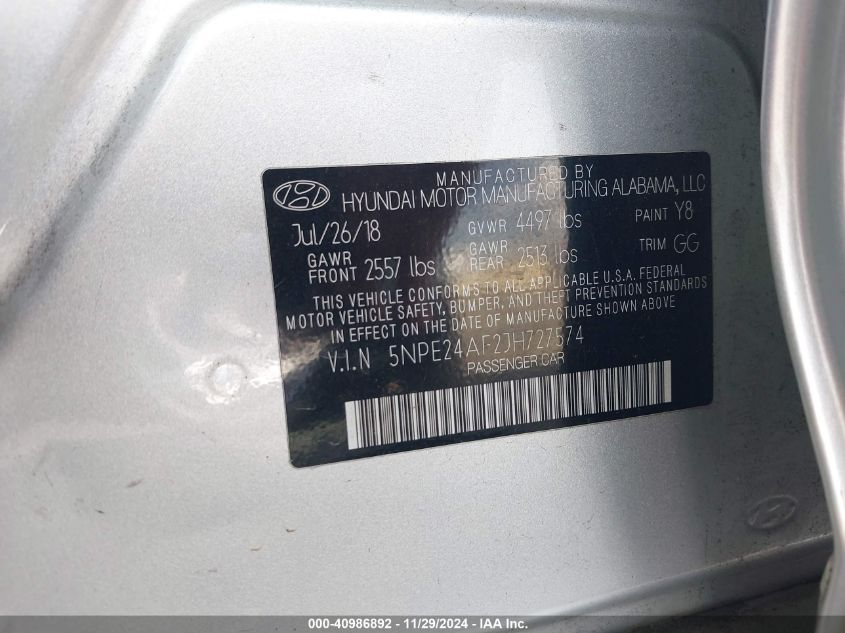 MANUFACTURED BY
HYUNDAI MOTOR MANUFACTURING ALABAMA, LLC
Jul/26/18 GVWR 4497 lbs PAINT Y8
GAWR FRONT 2557 lbs GAWR REAR 2513 lbs TRIM GG
THIS VEHICLE CONFORMS TO ALL APPLICABLE U.S.A. FEDERAL
MOTOR VEHICLE SAFETY, BUMPER, AND THEFT PREVENTION STANDARDS
IN EFFECT ON THE DATE OF MANUFACTURE SHOWN ABOVE
V.I.N 5NPE24AF2JH727574
PASSENGER CAR
000-40986892 - 11/29/2024 - IAA Inc.